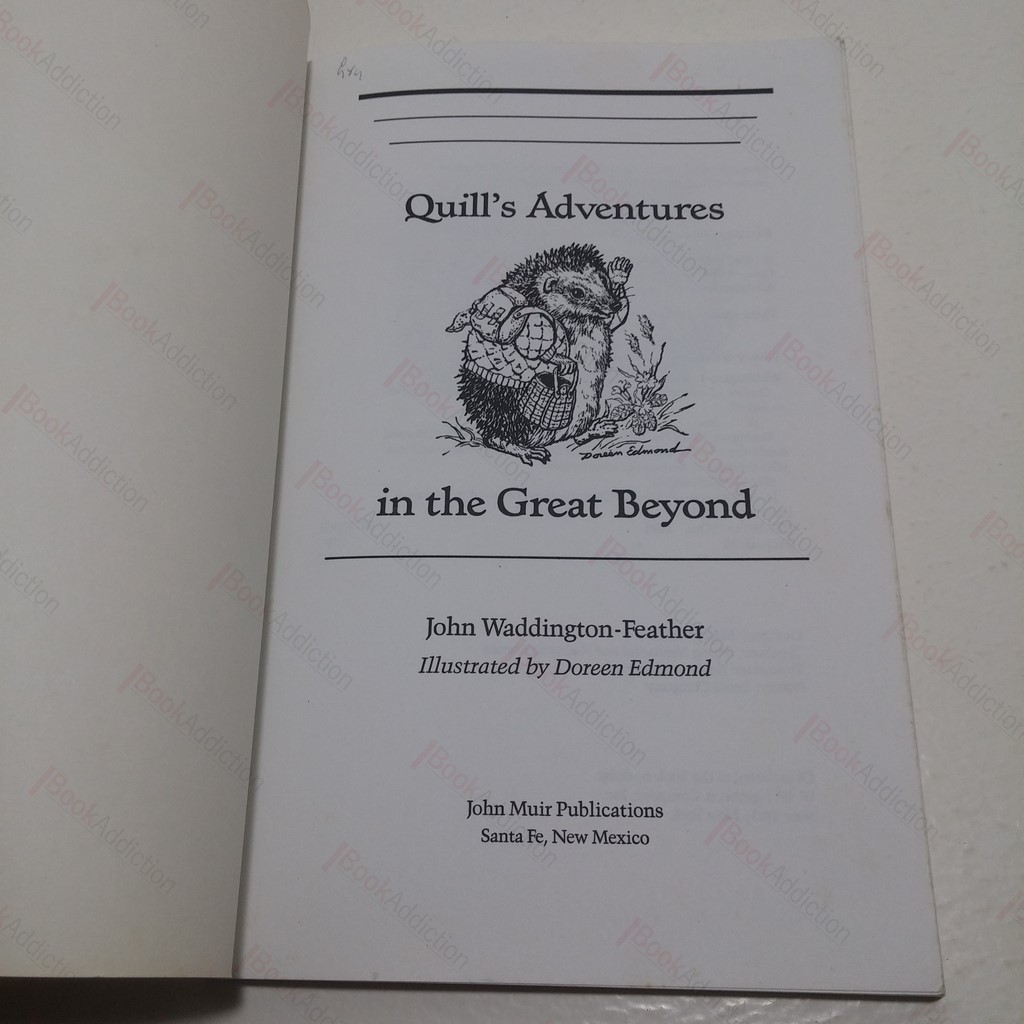 Quill's Adventures
Doreen Edmond
in the Great Beyond
John Waddington-Feather
Illustrated by Doreen Edmond
John Muir Publications
Santa Fe, New Mexico
BookAddiction